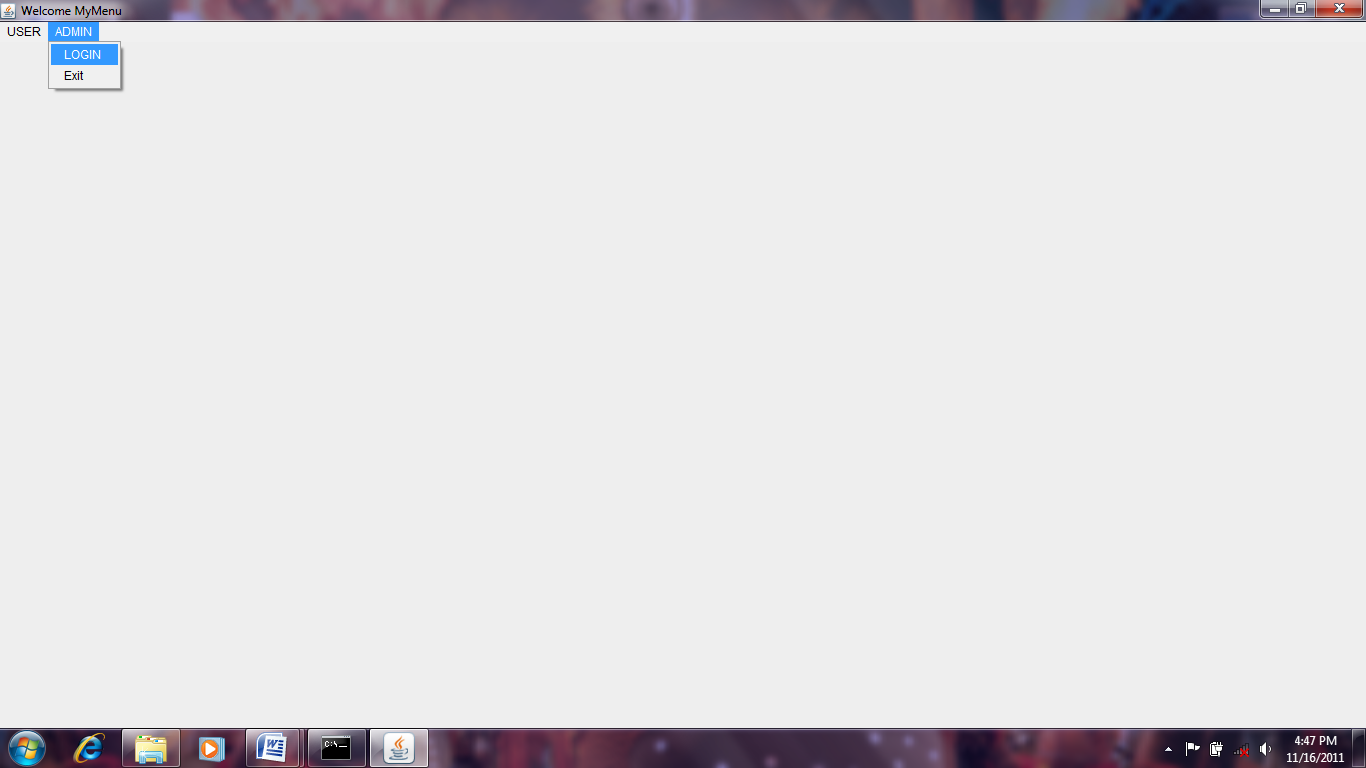 Welcome MyMenu
USER ADMIN
LOGIN
Exit
C:\
4:47 PM
11/16/2011